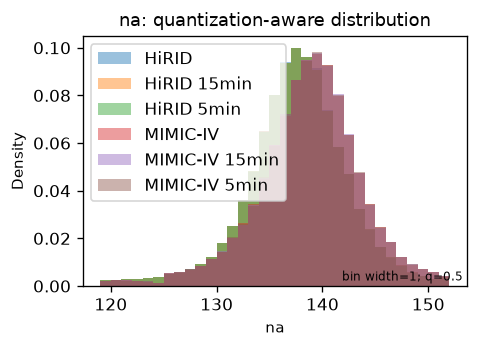 na: quantization-aware distribution
HiRID
HiRID 15min
HiRID 5min
MIMIC-IV
MIMIC-IV 15min
MIMIC-IV 5min
Density
0.10
0.08
0.06
0.04
0.02
0.00
bin width=1; q=0.5
120 130 140 150
na